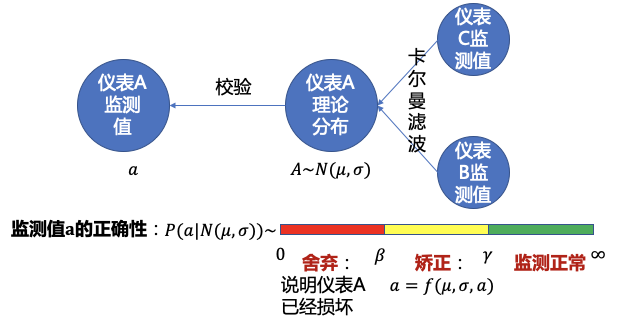 仪表A
监测
值
校验
仪表A
理论
分布
卡
尔
曼
滤
波
仪表
C监
测值
仪表
B监
测值
a
A~N(μ,σ)
监测值a的正确性：P(a|N(μ,σ))~
0
β
γ
∞
舍弃：
矫正：
监测正常
说明仪表A
已经损坏
a = f(μ,σ,a)